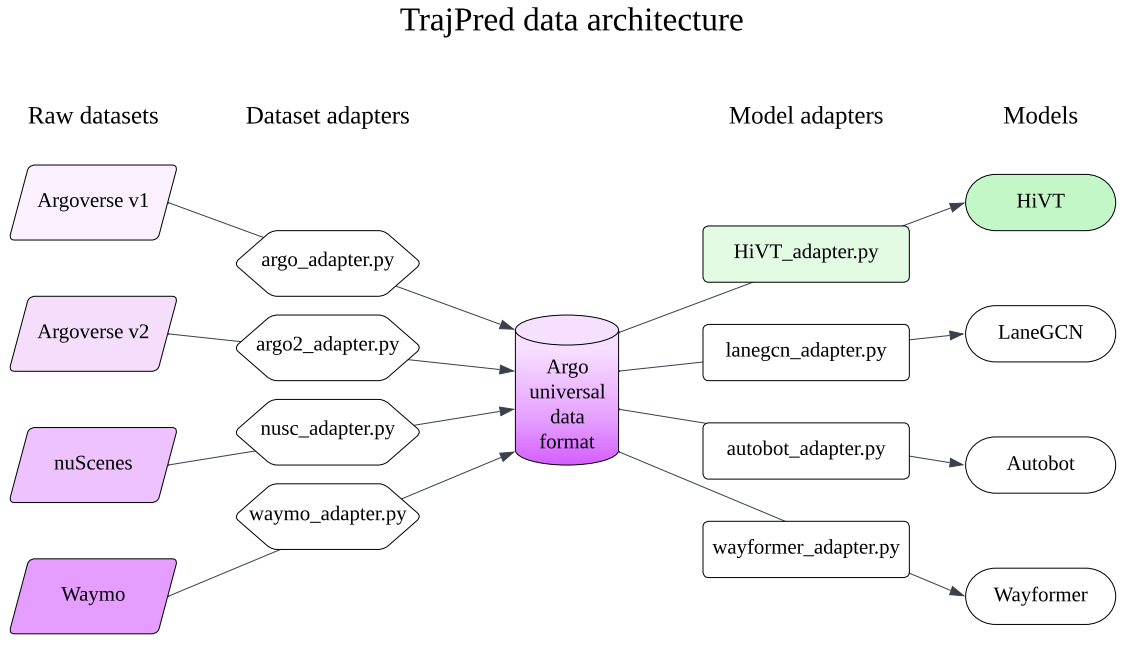 TrajPred data architecture
Raw datasets
Dataset adapters
Model adapters
Models
Argoverse v1
Argoverse v2
nuScenes
Waymo
argo_adapter.py
argo2_adapter.py
nusc_adapter.py
waymo_adapter.py
Argo
universal
data
format
HiVT_adapter.py
lanegcn_adapter.py
autobot_adapter.py
wayformer_adapter.py
HiVT
LaneGCN
Autobot
Wayformer